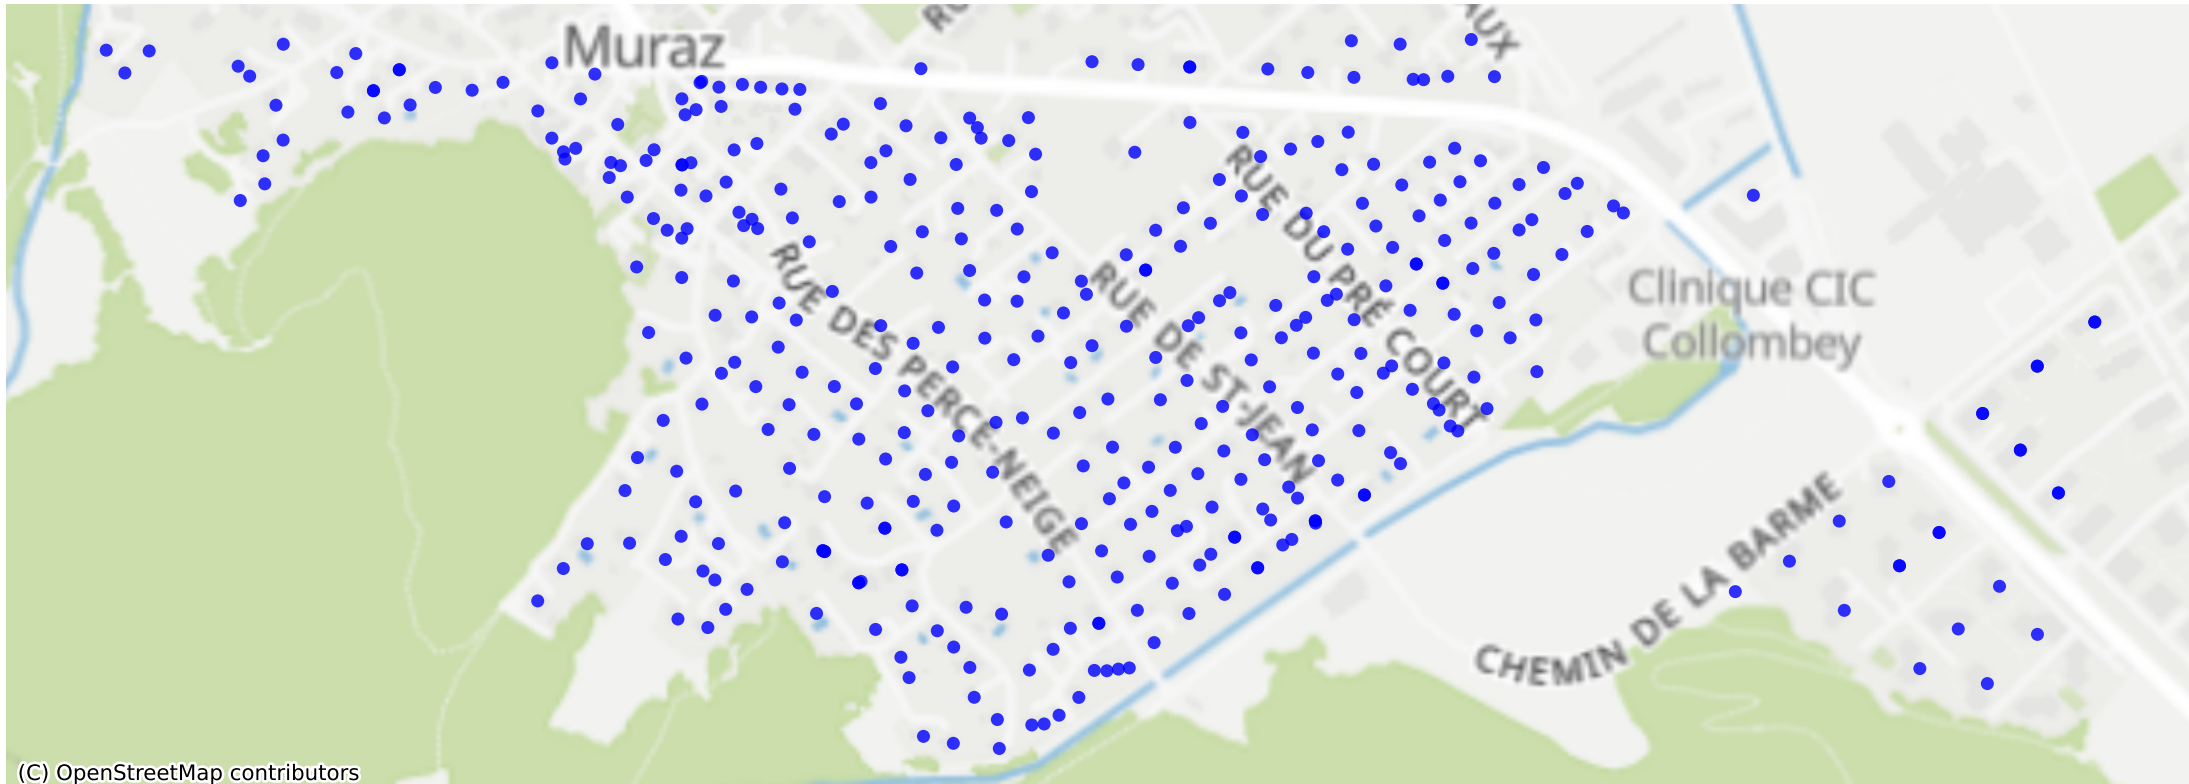 Muraz
AUX
RUE DU PRÉ COURT
RUE DES PERCE-NEIGE
RUE DE ST-JEAN
Clinique CIC
Collombey
CHEMIN DE LA BARME
(C) OpenStreetMap contributors